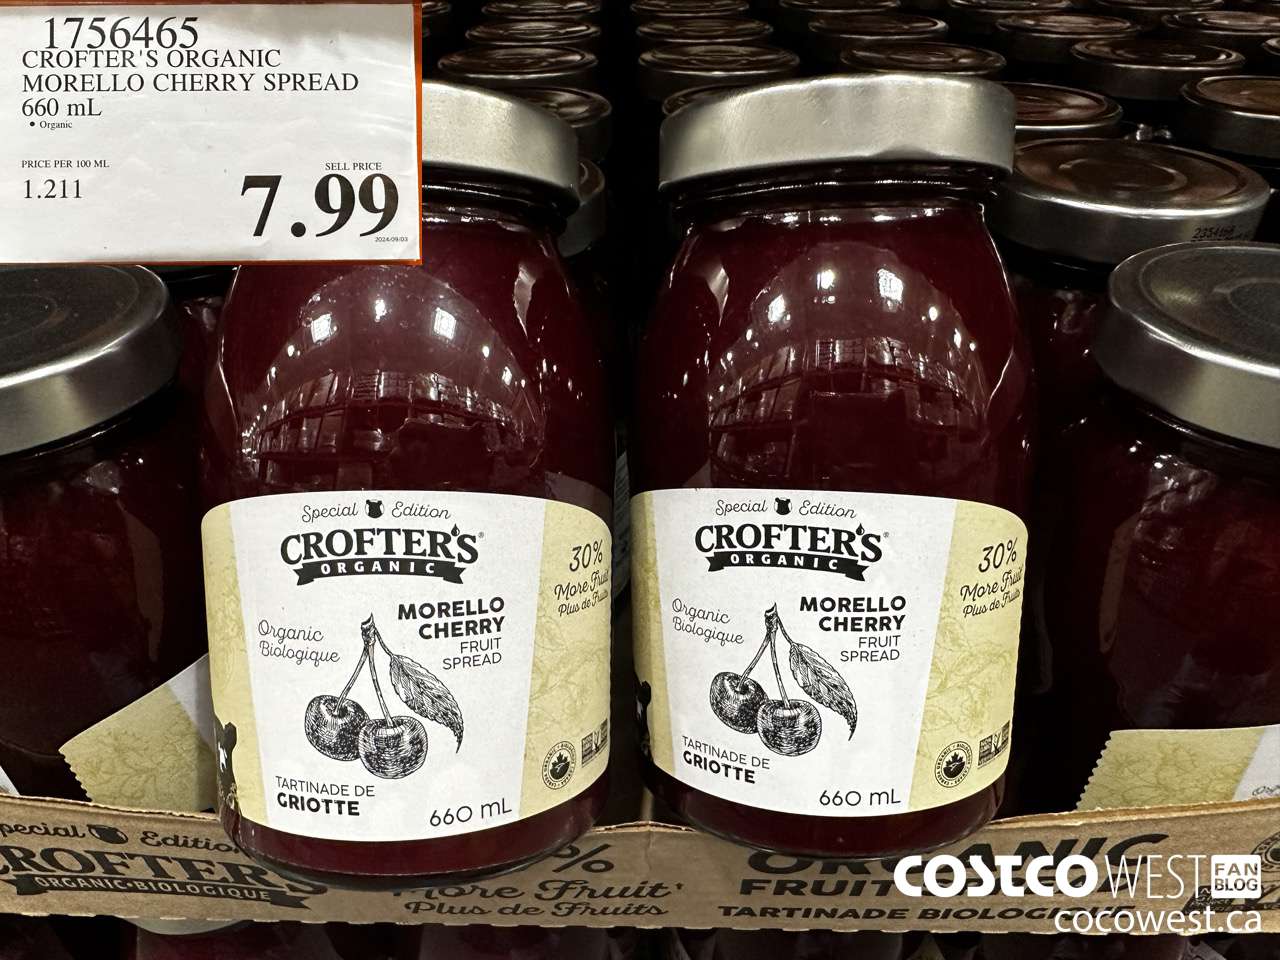 1756465
CROFTER'S ORGANIC
MORELLO CHERRY SPREAD
660 mL
• Organic
PRICE PER 100 ML
SELL PRICE
1.211
7.99
2024/09/03
Special Edition
CROFTER'S®
ORGANIC
30%
More Fruit
Plus de Fruits
Organic
Biologique
MORELLO
CHERRY
FRUIT
SPREAD
TARTINADE DE
GRIOTTE
660 mL
Special Edition
CROFTER'S®
ORGANIC
30%
More Fruit
Plus de Fruits
Organic
Biologique
MORELLO
CHERRY
FRUIT
SPREAD
TARTINADE DE
GRIOTTE
660 mL
Special Edition
CROFTER'S
ORGANIC•BIOLOGIQUE
%
More Fruit
Plus de Fruits
ORGANIC
FRUIT
TARTINADE BIOLOGIQUE
COSTCO WEST FAN BLOG
cocowest.ca